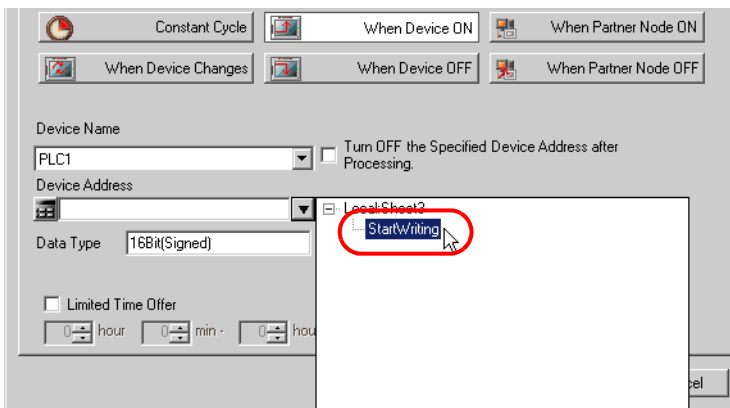 Constant Cycle When Device ON When Partner Node ON
When Device Changes When Device OFF When Partner Node OFF
Device Name
PLC1
Turn OFF the Specified Device Address after
Processing.
Device Address
Local:Sheet3
StartWriting
Data Type 16Bit(Signed)
Limited Time Offer
0 hour 0 min - 0 hou
cel